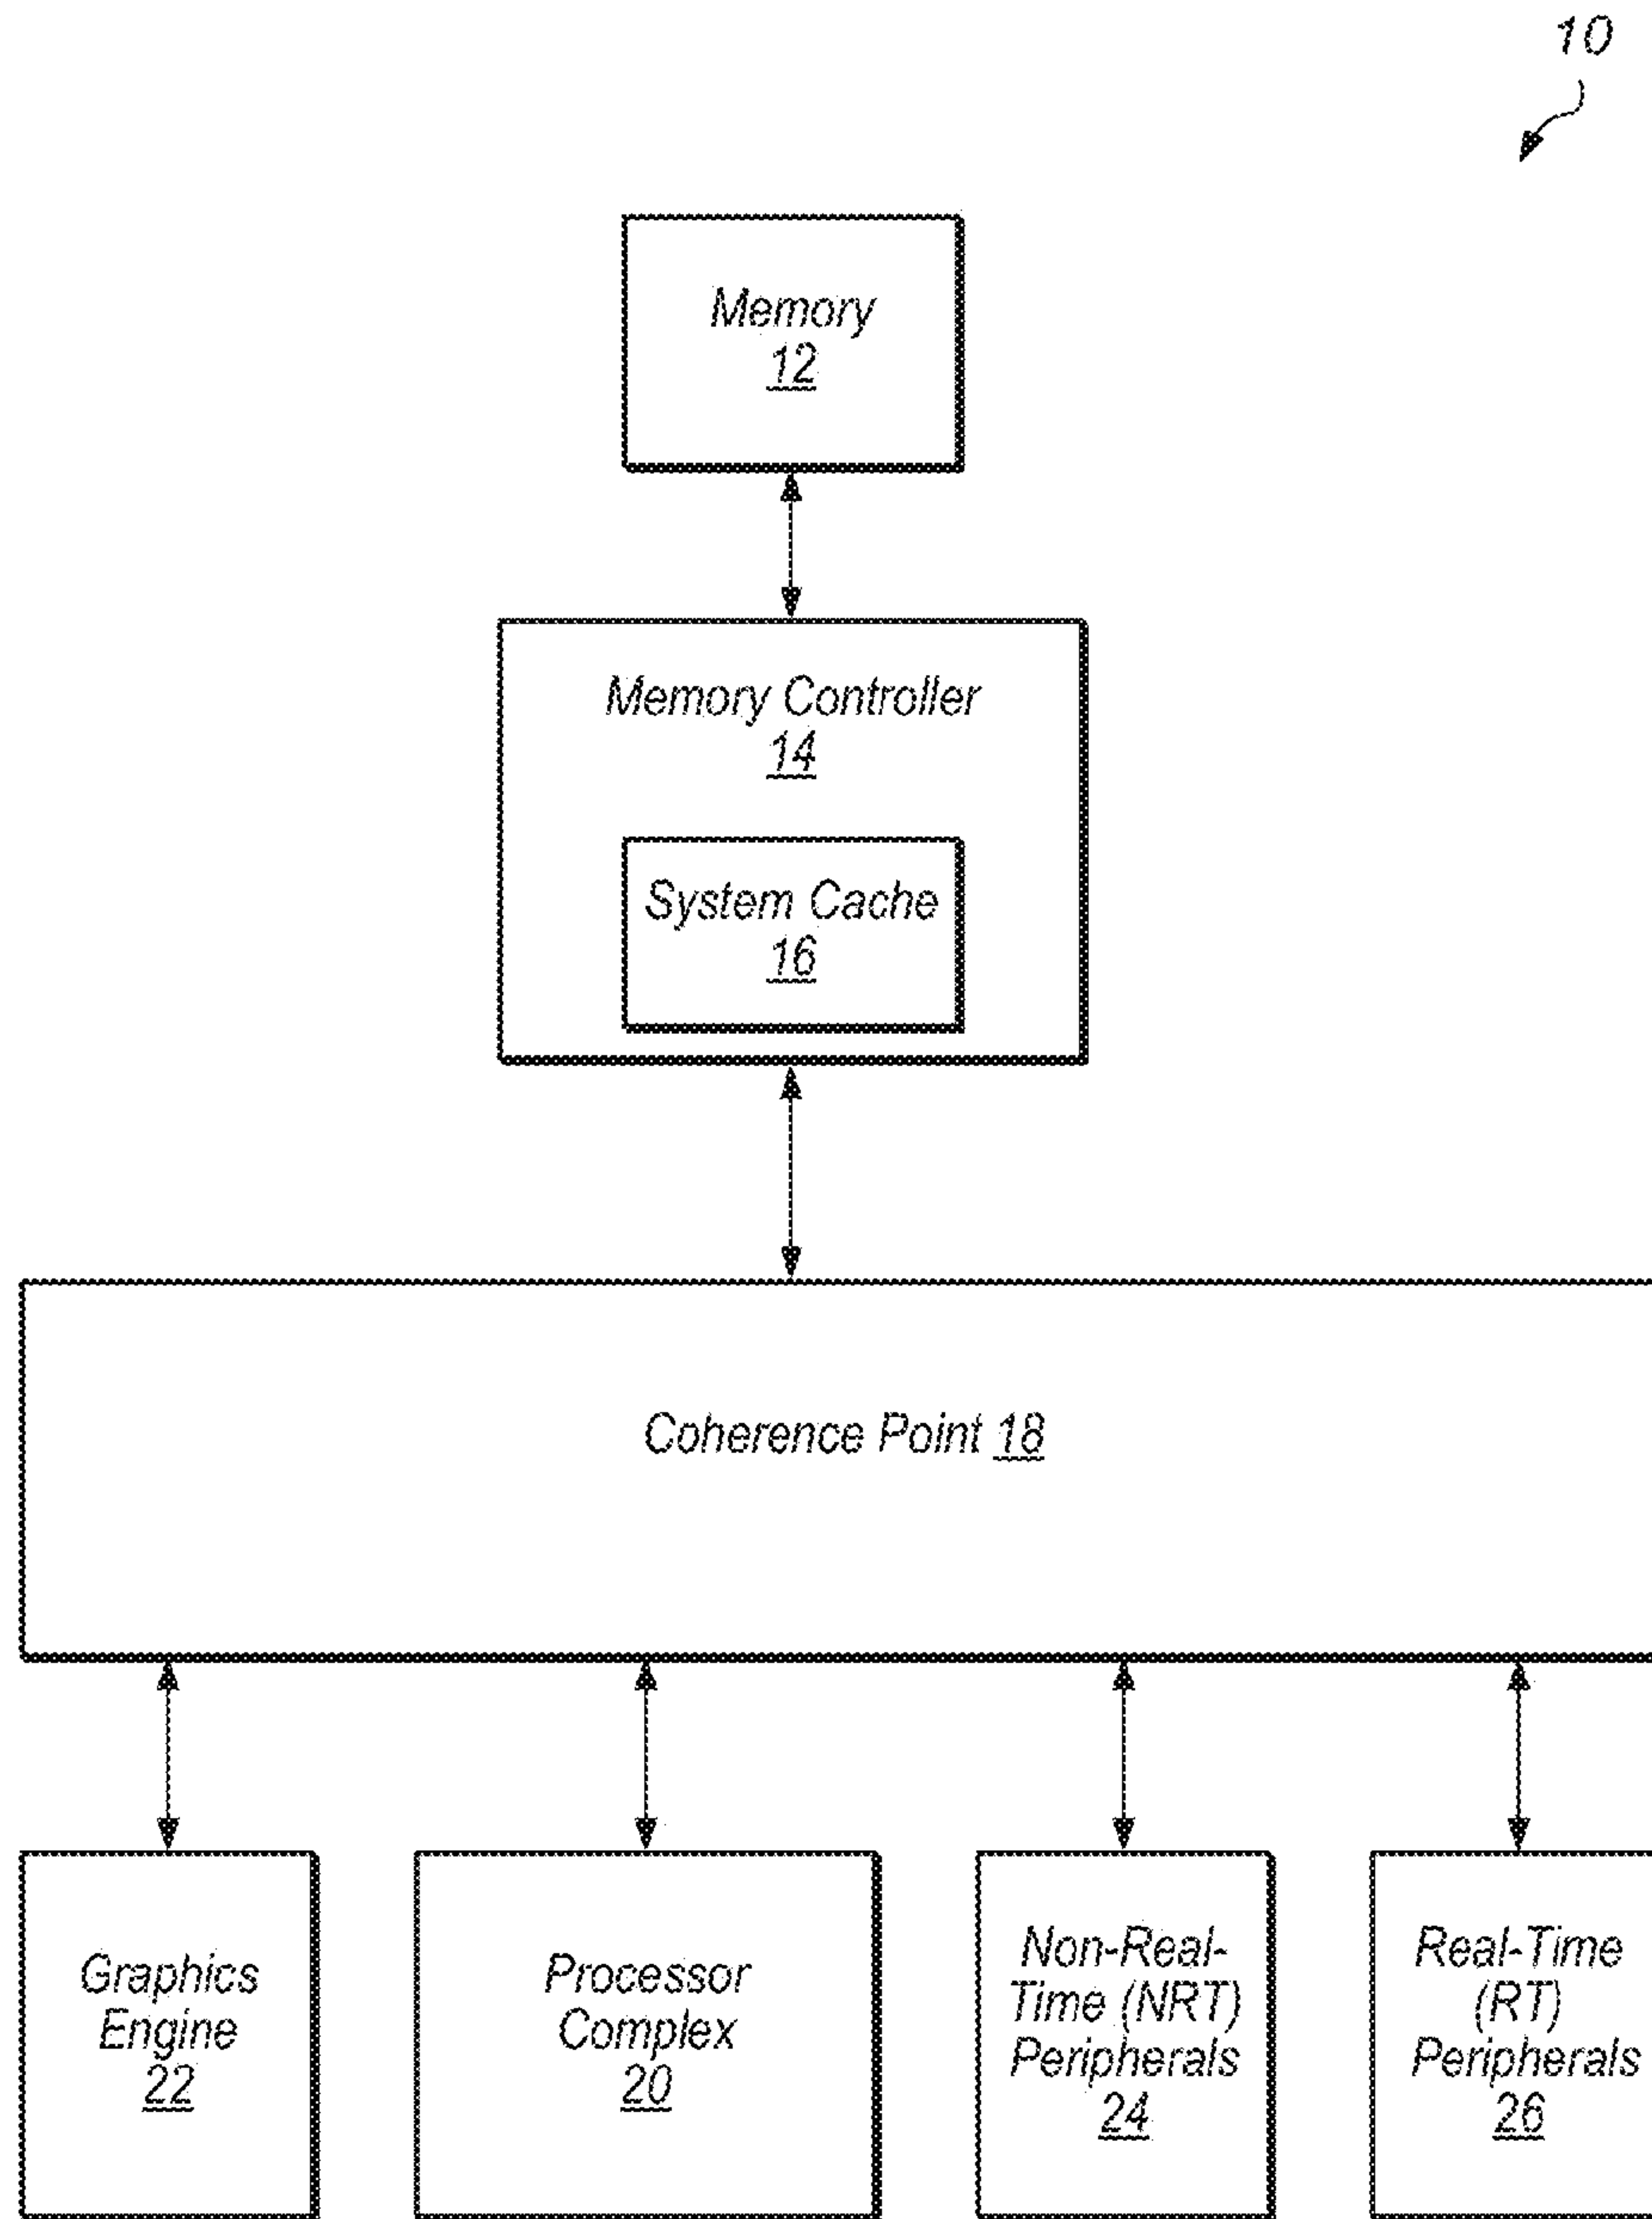 10
Memory
12
Memory Controller
14
System Cache
16
Coherence Point 18
Graphics
Engine
22
Processor
Complex
20
Non-Real-
Time (NRT)
Peripherals
24
Real-Time
(RT)
Peripherals
26